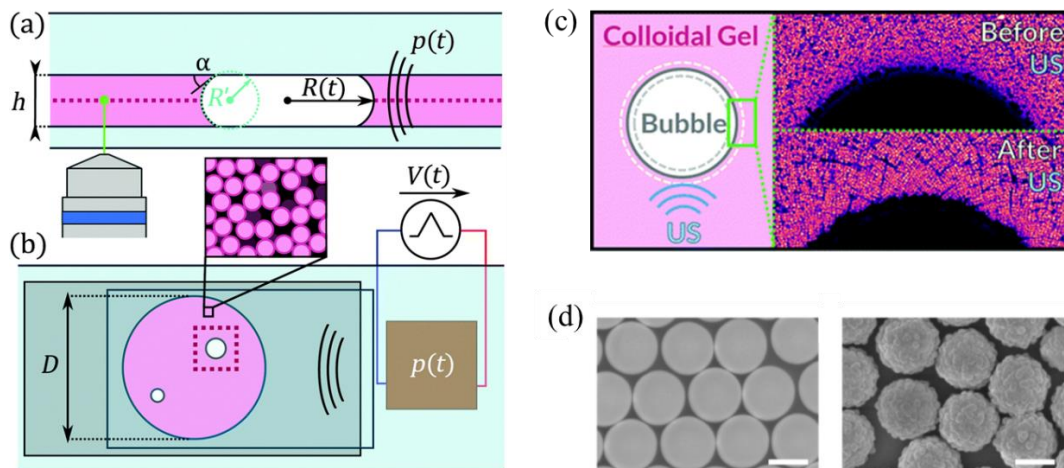 (a)
p(t)
α
h
R'
R(t)
V(t)
(b)
D
p(t)
(c)
Colloidal Gel
Bubble
US
Before
US
After
US
(d)